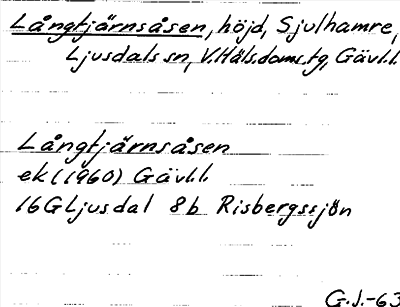 Långtjärnsåsen, höjd, Sjulhamre,
Ljusdals sn, V.Häls.doms.tg, Gävl.l.
Långtjärnsåsen
ek (1960) Gävl.l.
16G Ljusdal 8b Risbergssjön
G.J.-63